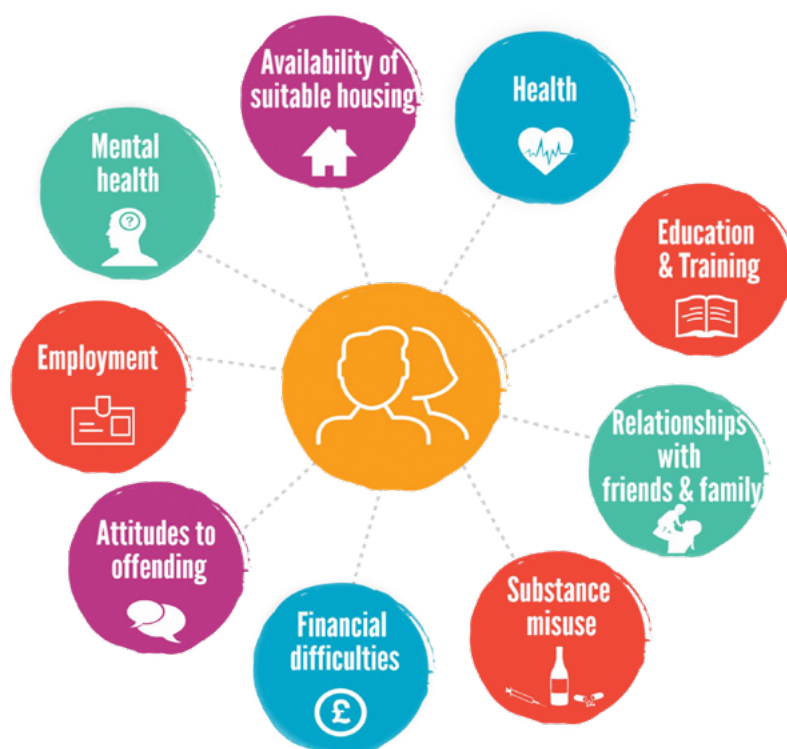 Availability of
suitable housing
Health
Education
& Training
Relationships
with
friends & family
Substance
misuse
Financial
difficulties
£
Attitudes to
offending
Employment
Mental
health
?